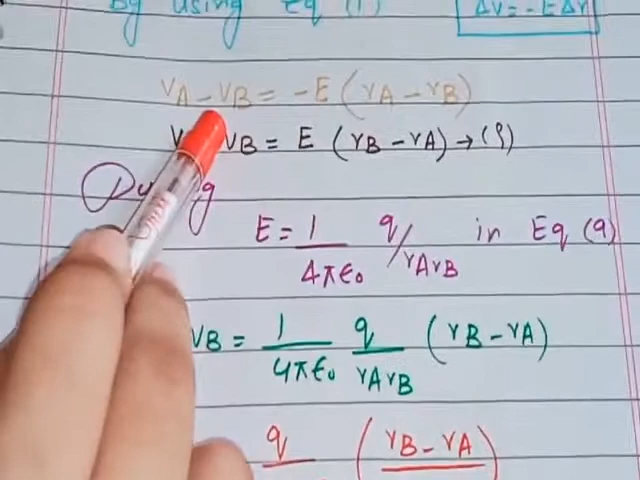 By using Eq (1) ΔV = -EΔr
VA - VB = -E (rA - rB)
V VB = E (rB - rA) → (9)
E = 1/4πε₀ q/rArB in Eq (9)
VB = 1/4πε₀ q/rArB (rB - rA)
q (rB - rA)